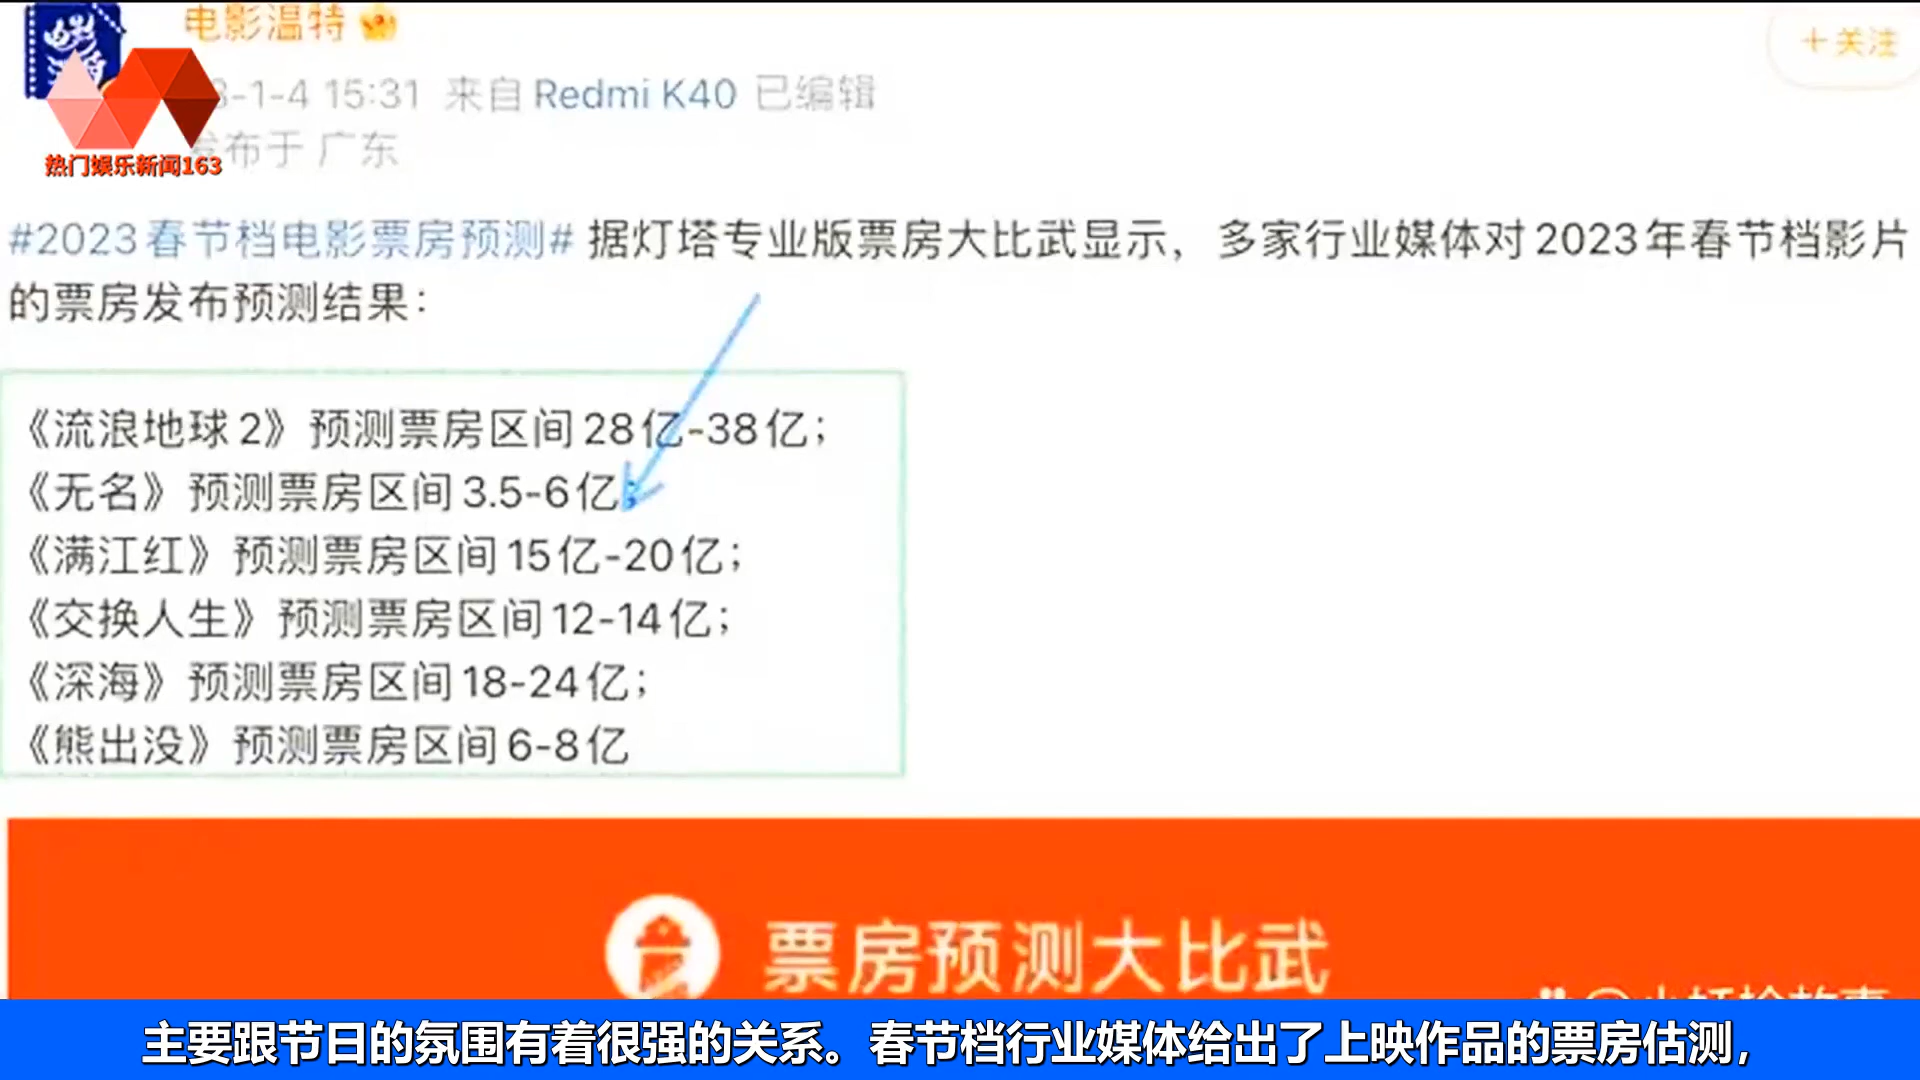 电影温特
+关注
3-1-4 15:31 来自 Redmi K40 已编辑
发布于 广东
热门娱乐新闻163
#2023春节档电影票房预测# 据灯塔专业版票房大比武显示，多家行业媒体对2023年春节档影片
的票房发布预测结果：
《流浪地球2》预测票房区间28亿-38亿；
《无名》预测票房区间3.5-6亿；
《满江红》预测票房区间15亿-20亿；
《交换人生》预测票房区间12-14亿；
《深海》预测票房区间18-24亿；
《熊出没》预测票房区间6-8亿
票房预测大比武
主要跟节日的氛围有着很强的关系。春节档行业媒体给出了上映作品的票房估测，